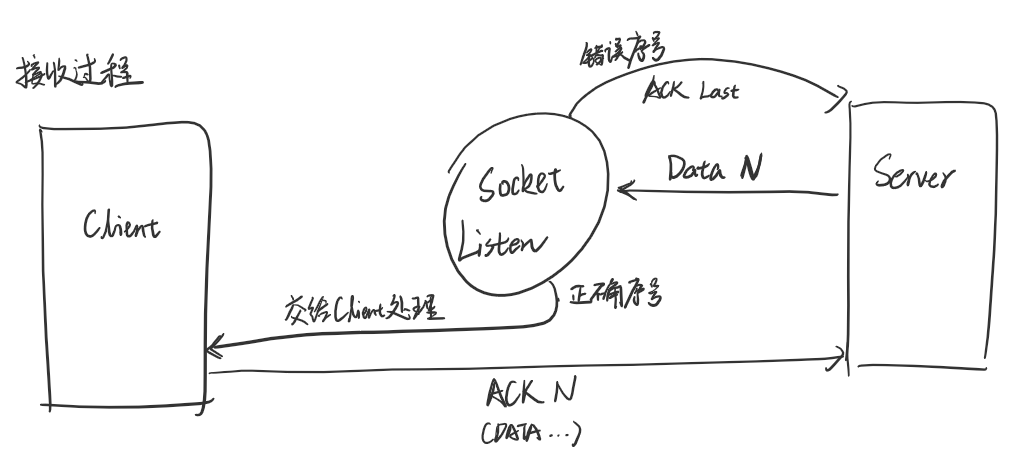 接收过程
错误序号
ACK Last
Data N
Server
Socket
Listen
Client
正确序号
交给Client处理
ACK N
(DATA...)